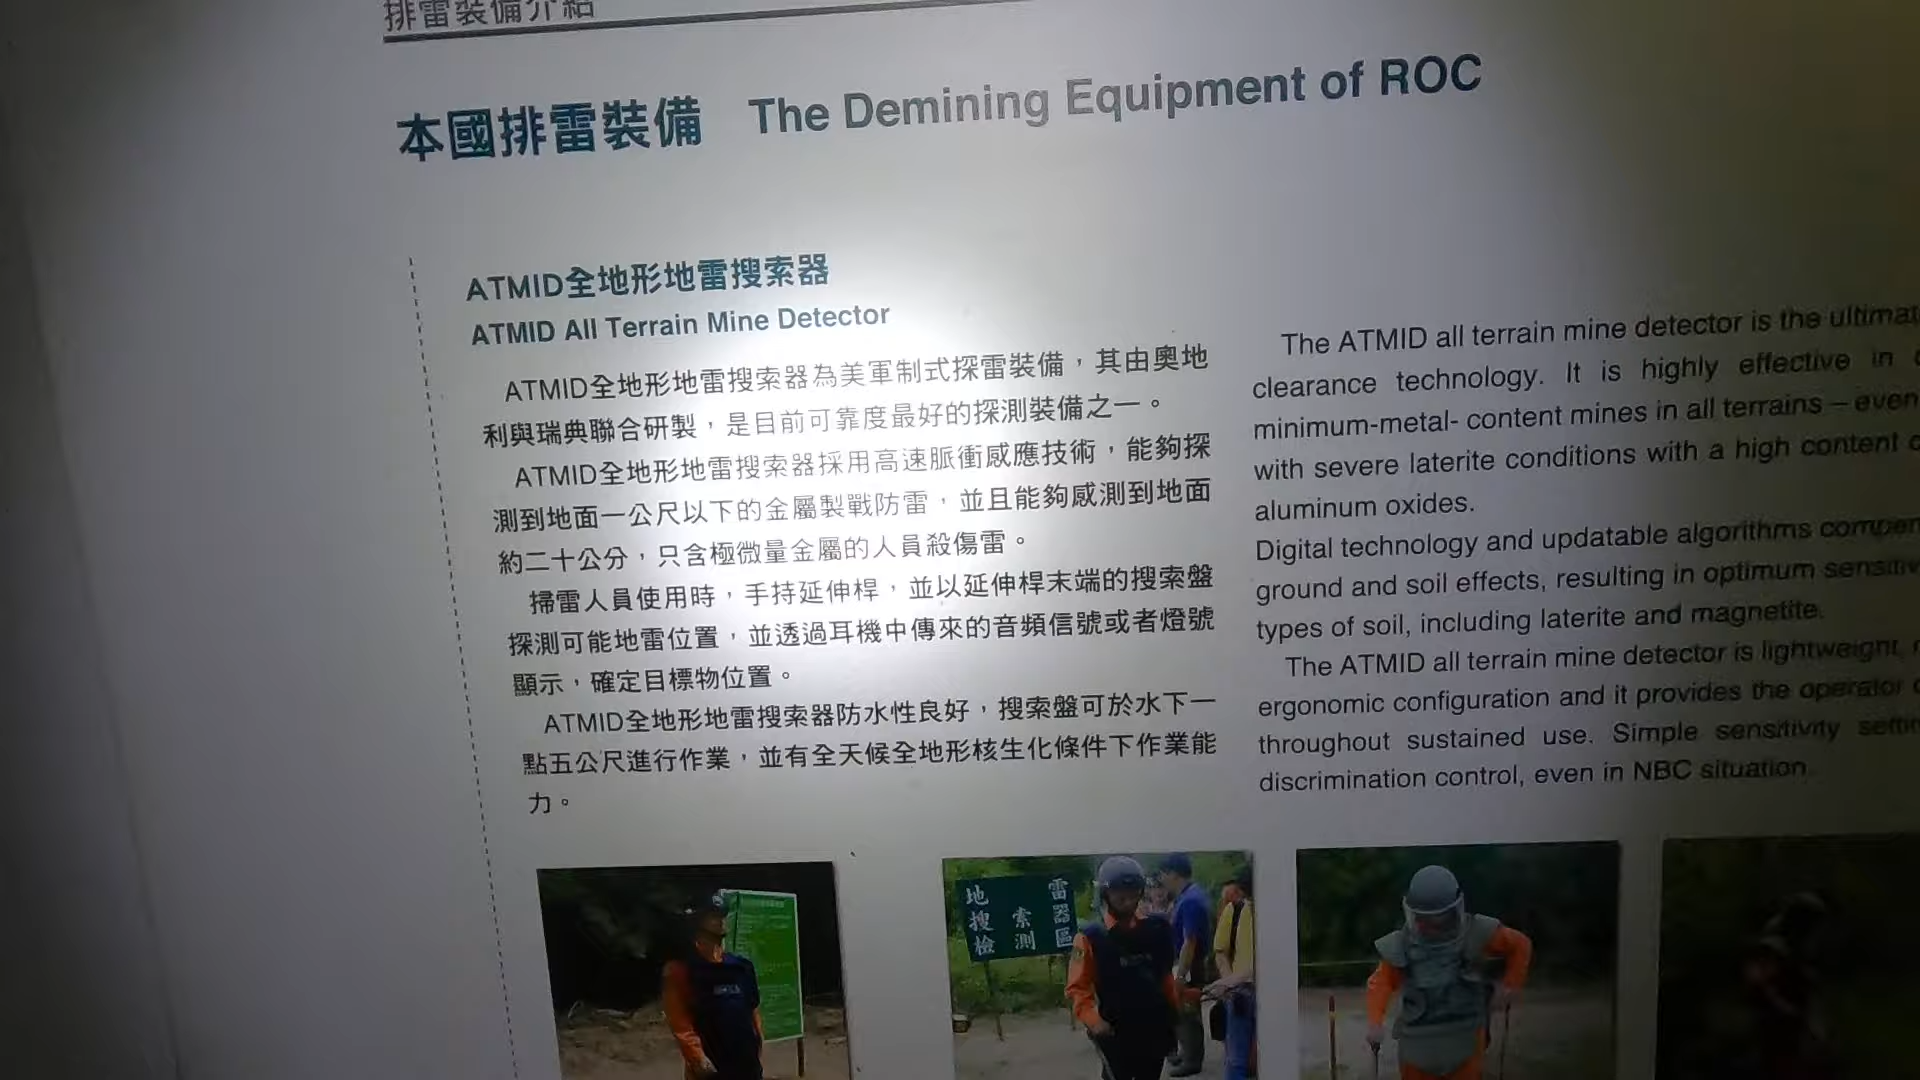 排雷裝備介紹
本國排雷裝備 The Demining Equipment of ROC
ATMID全地形地雷搜索器
ATMID All Terrain Mine Detector
ATMID全地形地雷搜索器為美軍制式探雷裝備，其由奧地
利與瑞典聯合研製，是目前可靠度最好的探測裝備之一。
ATMID全地形地雷搜索器採用高速脈衝感應技術，能夠探
測到地面一公尺以下的金屬製戰防雷，並且能夠感測到地面
約二十公分，只含極微量金屬的人員殺傷雷。
掃雷人員使用時，手持延伸桿，並以延伸桿末端的搜索盤
探測可能地雷位置，並透過耳機中傳來的音頻信號或者燈號
顯示，確定目標物位置。
ATMID全地形地雷搜索器防水性良好，搜索盤可於水下一
點五公尺進行作業，並有全天候全地形核生化條件下作業能
力。
The ATMID all terrain mine detector is the
clearance technology. It is highly effective in
minimum-metal- content mines in all terrains – even
with severe laterite conditions with a high content
aluminum oxides.
Digital technology and updatable algorithms
ground and soil effects, resulting in optimum
types of soil, including laterite and magnetite.
The ATMID all terrain mine detector is lightweight,
ergonomic configuration and it provides the operator
throughout sustained use. Simple sensitivity
discrimination control, even in NBC situation.
地 雷
搜 索 器
檢 測 區